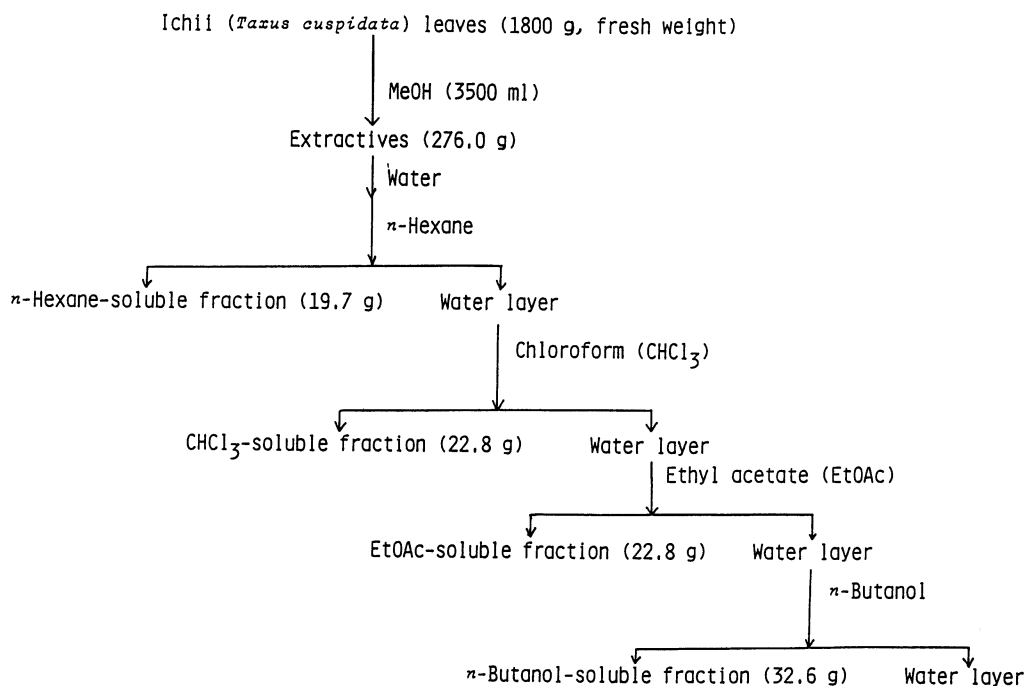 Ichii (Taxus cuspidata) leaves (1800 g, fresh weight)
MeOH (3500 ml)
Extractives (276.0 g)
Water
n-Hexane
n-Hexane-soluble fraction (19.7 g) Water layer
Chloroform (CHCl3)
CHCl3-soluble fraction (22.8 g) Water layer
Ethyl acetate (EtOAc)
EtOAc-soluble fraction (22.8 g) Water layer
n-Butanol
n-Butanol-soluble fraction (32.6 g) Water layer